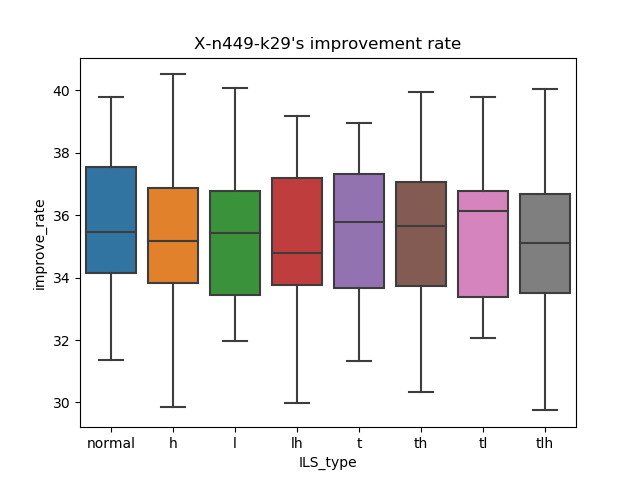 X-n449-k29's improvement rate
improve_rate
40
38
36
34
32
30
normal h l lh t th tl tlh
ILS_type